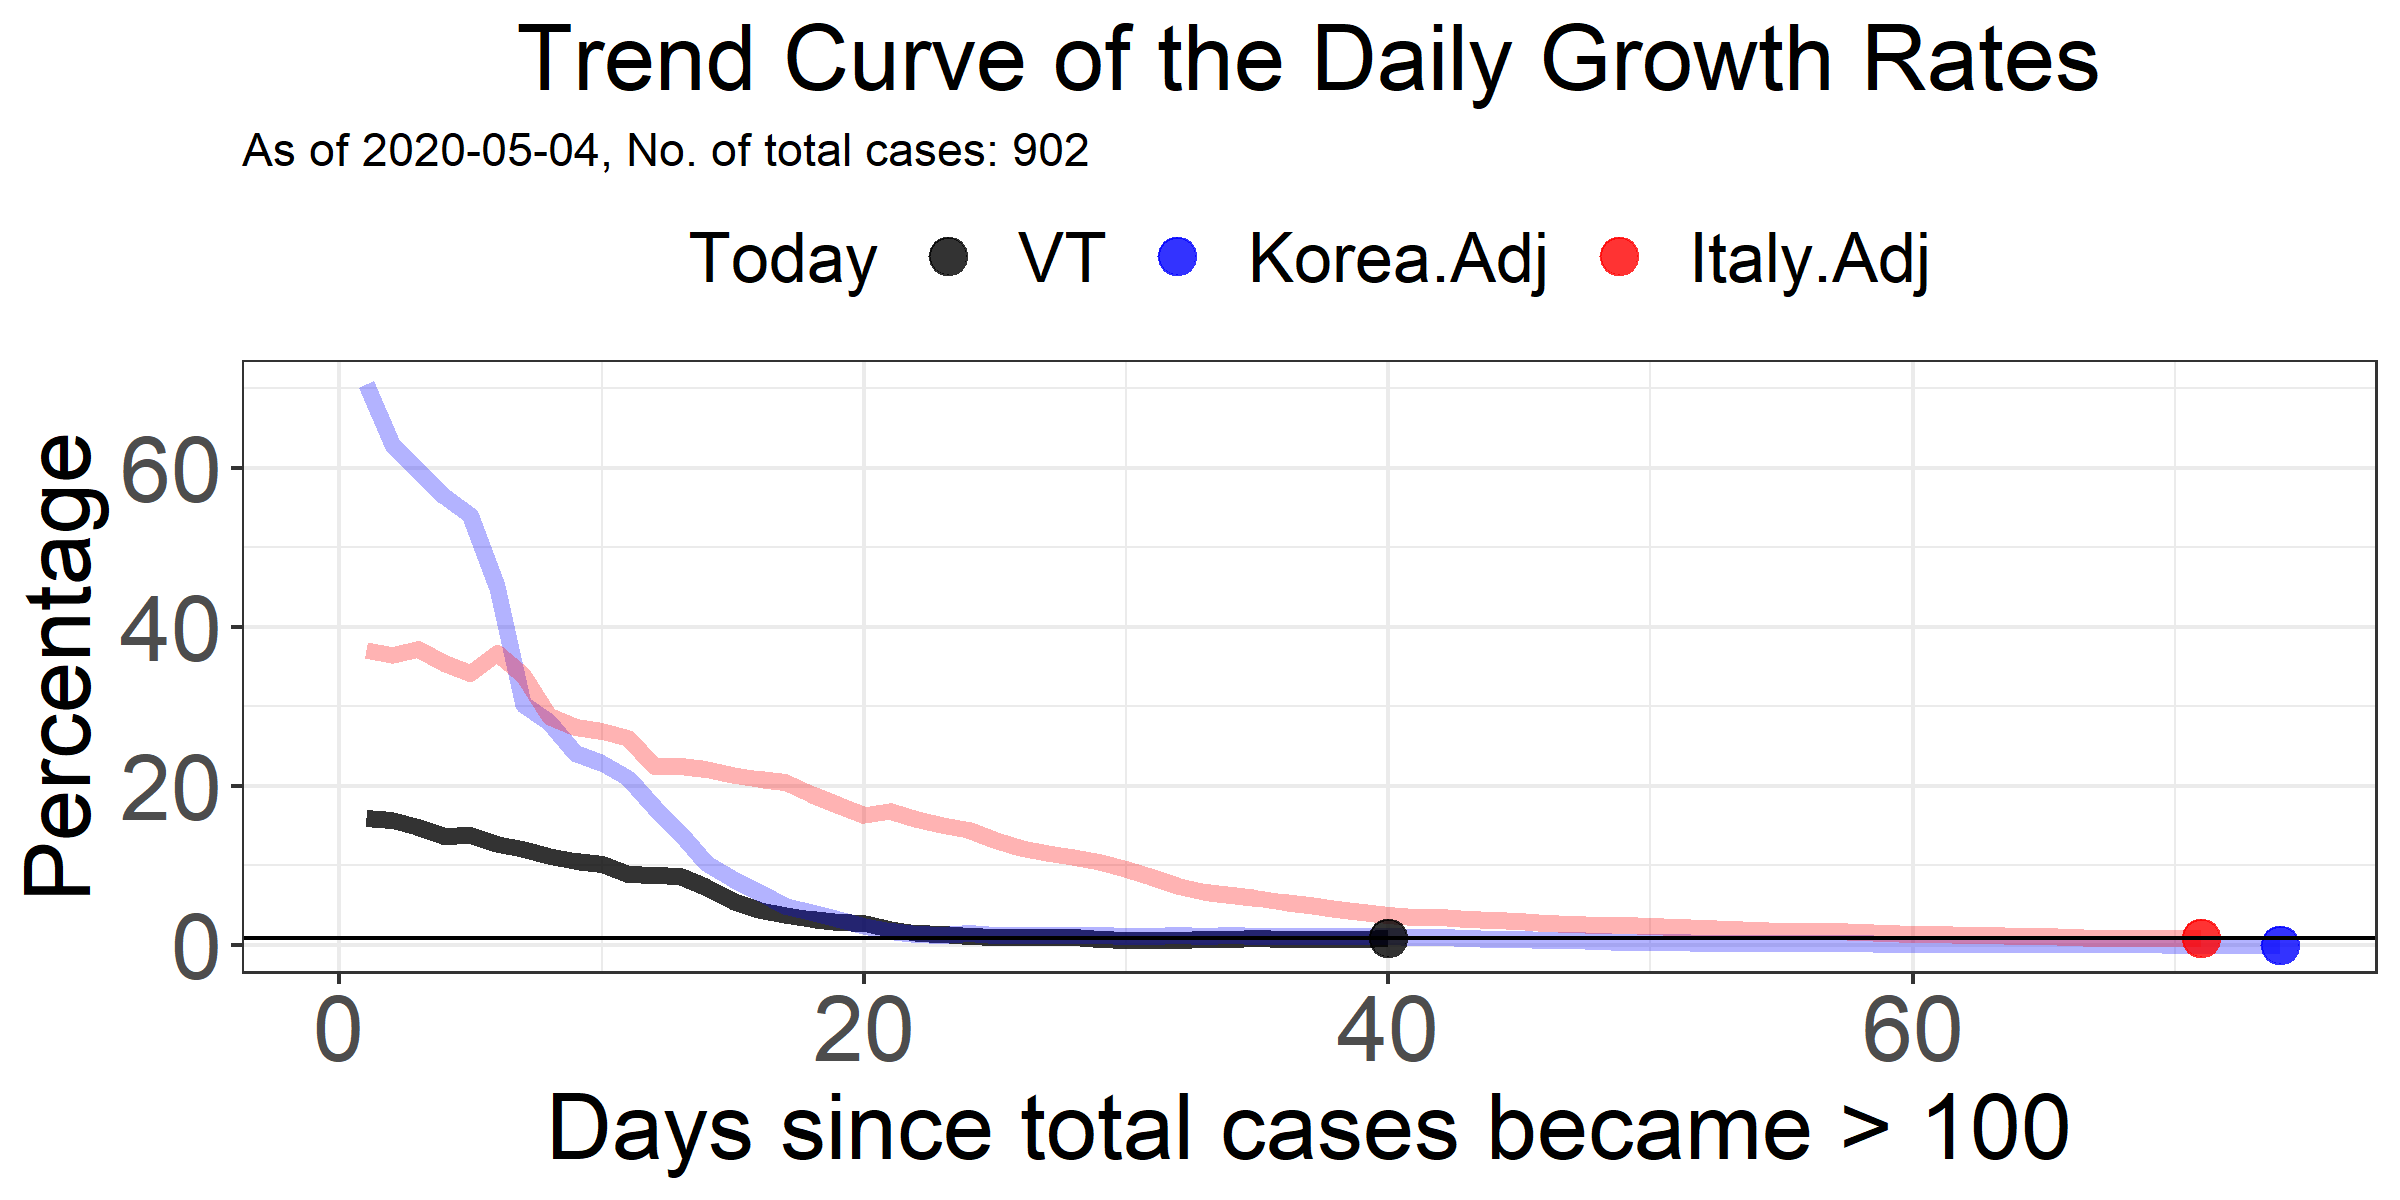 Trend Curve of the Daily Growth Rates
As of 2020-05-04, No. of total cases: 902
Today VT Korea.Adj Italy.Adj
Percentage
60
40
20
0
0 20 40 60
Days since total cases became > 100